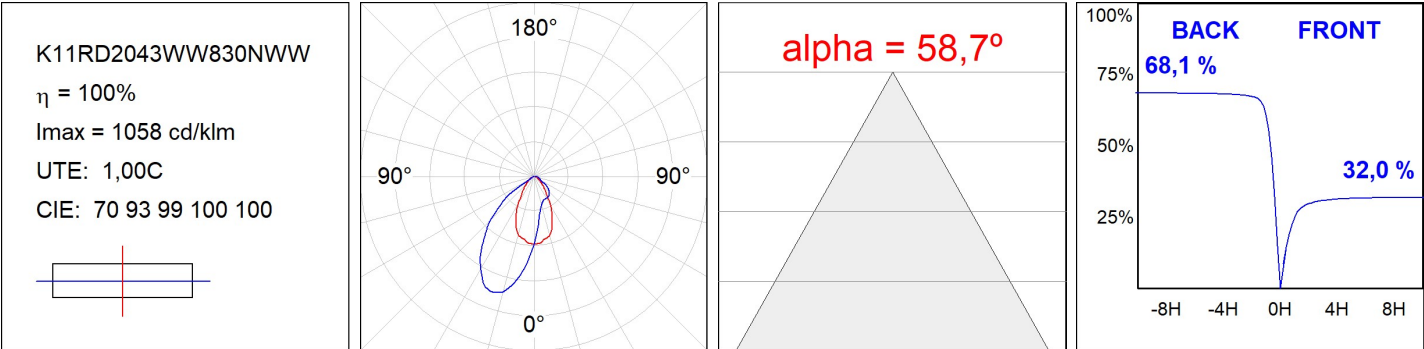 K11RD2043WW830NWW
η = 100%
Imax = 1058 cd/klm
UTE: 1,00C
CIE: 70 93 99 100 100
180°
90°
90°
0°
alpha = 58,7º
100%
75%
50%
25%
BACK
FRONT
68,1 %
32,0 %
-8H
-4H
0H
4H
8H